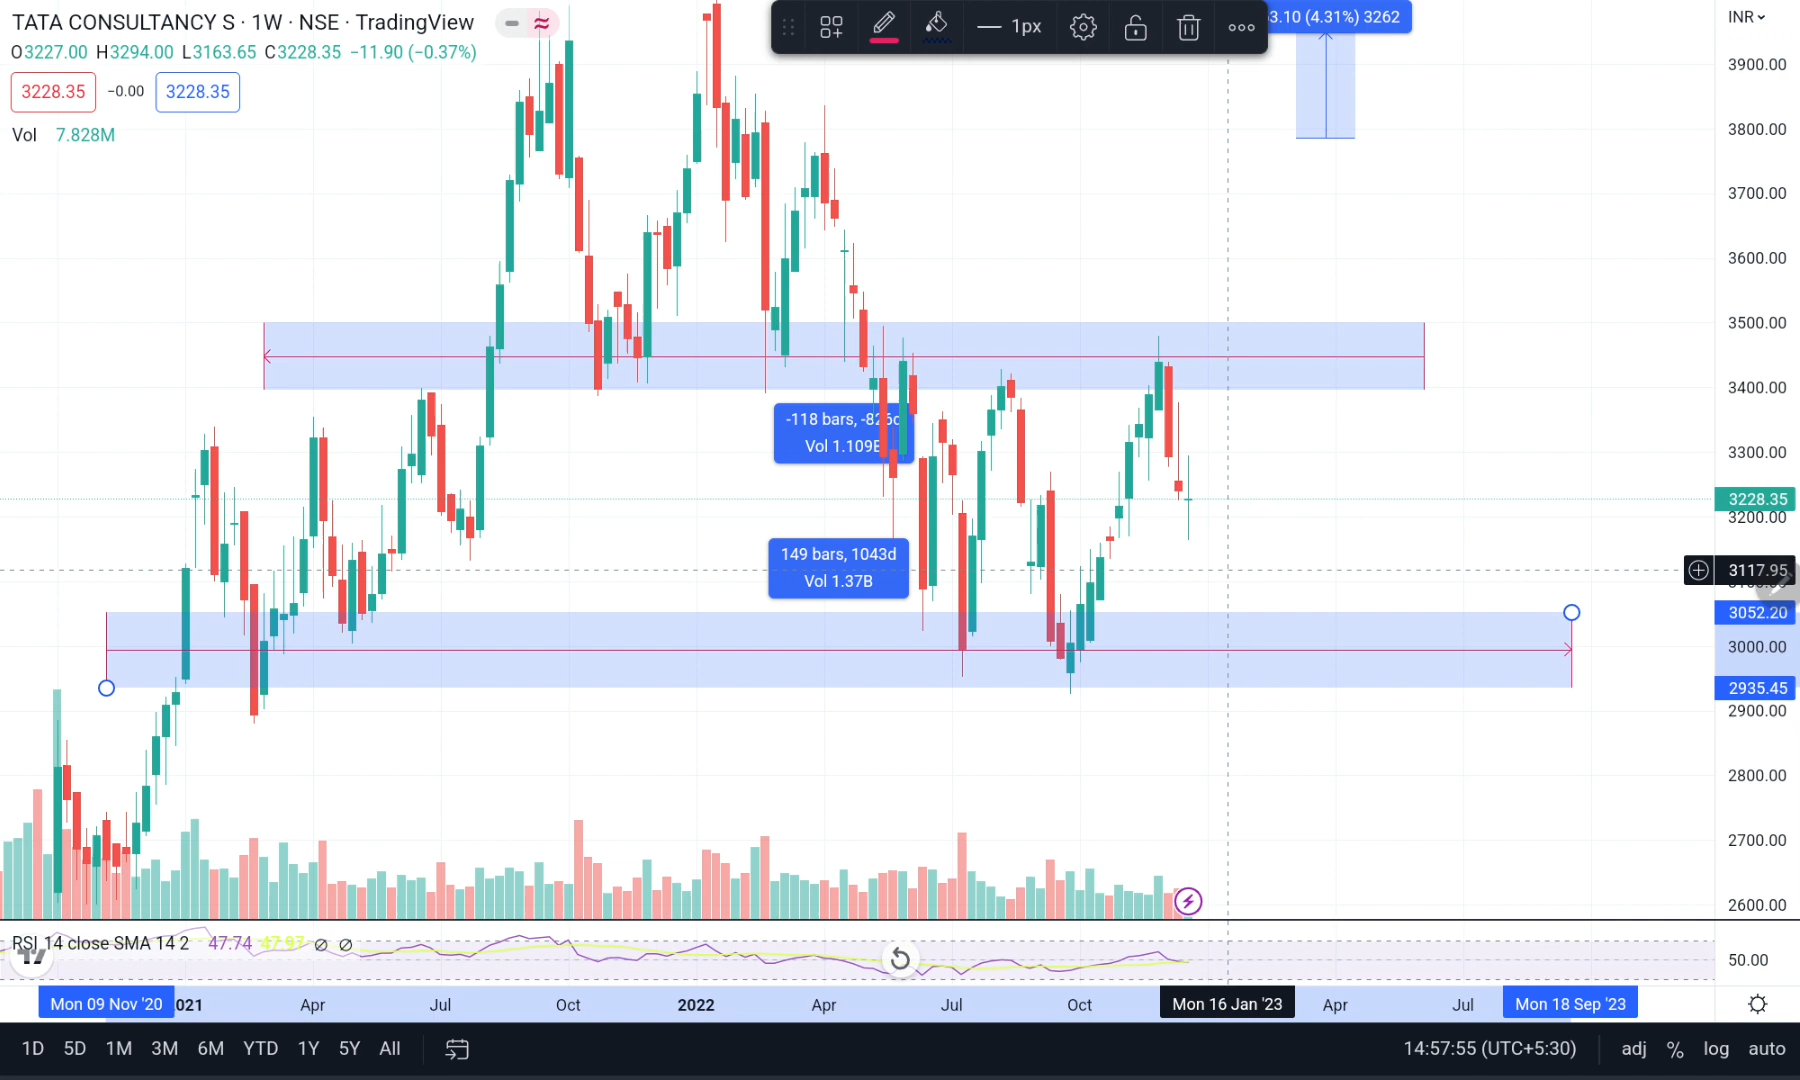 TATA CONSULTANCY S · 1W · NSE · TradingView
O3227.00 H3294.00 L3163.65 C3228.35 −11.90 (−0.37%)
3228.35 −0.00 3228.35
Vol 7.828M
1px
3.10 (4.31%) 3262
INR
3900.00
3800.00
3700.00
3600.00
3500.00
3400.00
-118 bars,
Vol 1.109B
3300.00
3228.35
3200.00
149 bars, 1043d
Vol 1.37B
3117.95
3052.20
3000.00
2935.45
2900.00
2800.00
2700.00
2600.00
RSI 14 close SMA 14 2 47.74 47.97 ∅ ∅
50.00
Mon 09 Nov '20 021 Apr Jul Oct 2022 Apr Jul Oct Mon 16 Jan '23 Apr Jul Mon 18 Sep '23
1D 5D 1M 3M 6M YTD 1Y 5Y All 14:57:55 (UTC+5:30) adj % log auto